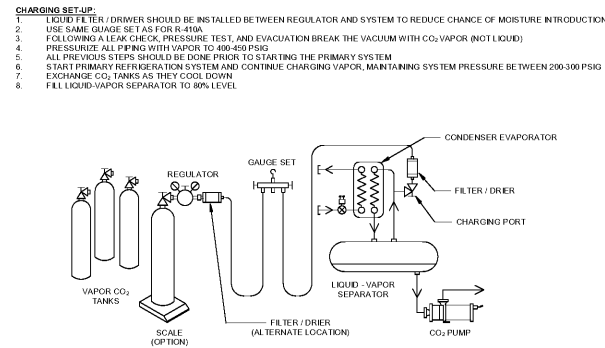 CHARGING SET-UP:
1. LIQUID FILTER / DRIWER SHOULD BE INSTALLED BETWEEN REGULATOR AND SYSTEM TO REDUCE CHANCE OF MOISTURE INTRODUCTION
2. USE SAME GUAGE SET AS FOR R-410A
3. FOLLOWING A LEAK CHECK, PRESSURE TEST, AND EVACUATION BREAK THE VACUUM WITH CO₂ VAPOR (NOT LIQUID)
4. PRESSURIZE ALL PIPING WITH VAPOR TO 400-450 PSIG
5. ALL PREVIOUS STEPS SHOULD BE DONE PRIOR TO STARTING THE PRIMARY SYSTEM
6. START PRIMARY REFRIGERATION SYSTEM AND CONTINUE CHARGING VAPOR, MAINTAINING SYSTEM PRESSURE BETWEEN 200-300 PSIG
7. EXCHANGE CO₂ TANKS AS THEY COOL DOWN
8. FILL LIQUID-VAPOR SEPARATOR TO 80% LEVEL
CONDENSER EVAPORATOR
GAUGE SET
REGULATOR
FILTER / DRIER
CHARGING PORT
VAPOR CO₂
TANKS
LIQUID - VAPOR
SEPARATOR
SCALE
(OPTION)
FILTER / DRIER
(ALTERNATE LOCATION)
CO₂ PUMP